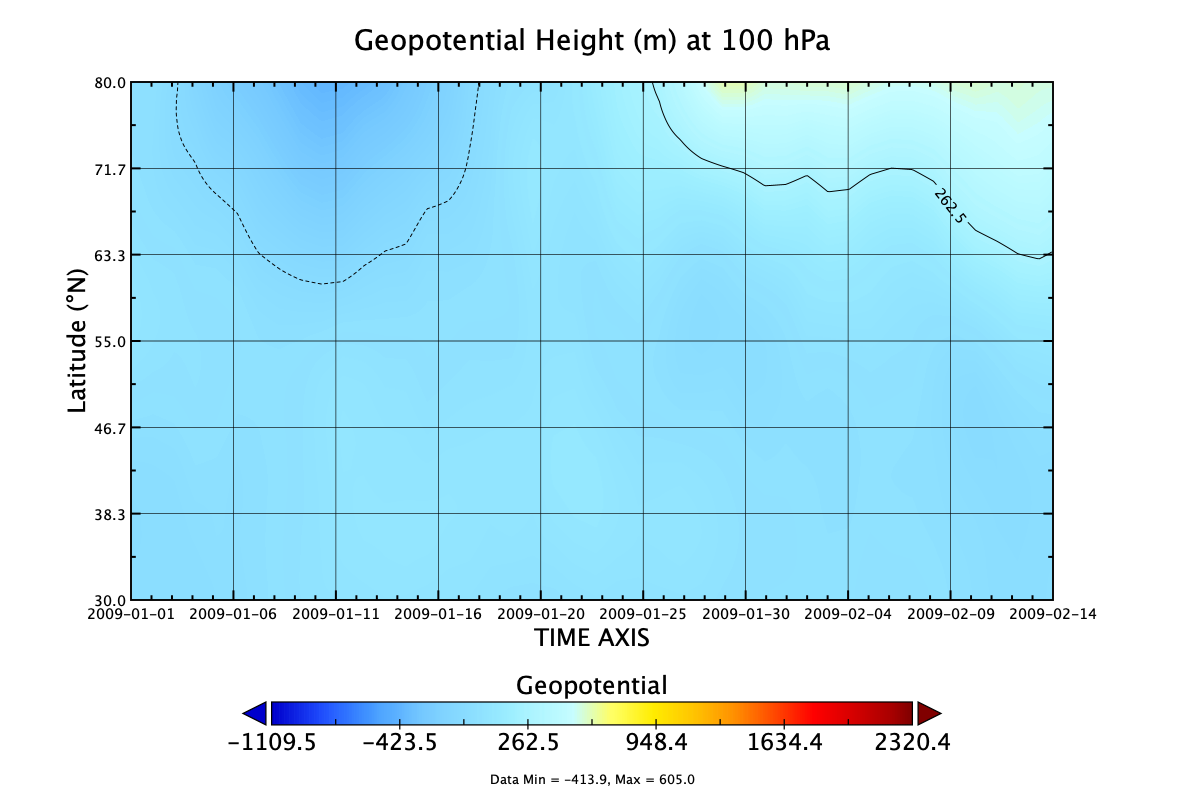 Geopotential Height (m) at 100 hPa
80.0
71.7
63.3
55.0
46.7
38.3
30.0
Latitude (°N)
262.5
2009-01-01 2009-01-06 2009-01-11 2009-01-16 2009-01-20 2009-01-25 2009-01-30 2009-02-04 2009-02-09 2009-02-14
TIME AXIS
Geopotential
-1109.5 -423.5 262.5 948.4 1634.4 2320.4
Data Min = -413.9, Max = 605.0